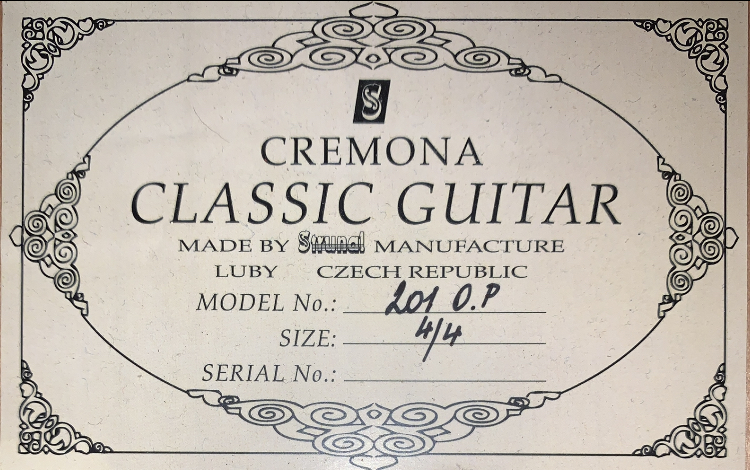 S
CREMONA
CLASSIC GUITAR
MADE BY Strunal MANUFACTURE
LUBY CZECH REPUBLIC
MODEL No.: 201 O.P
SIZE: 4/4
SERIAL No.: